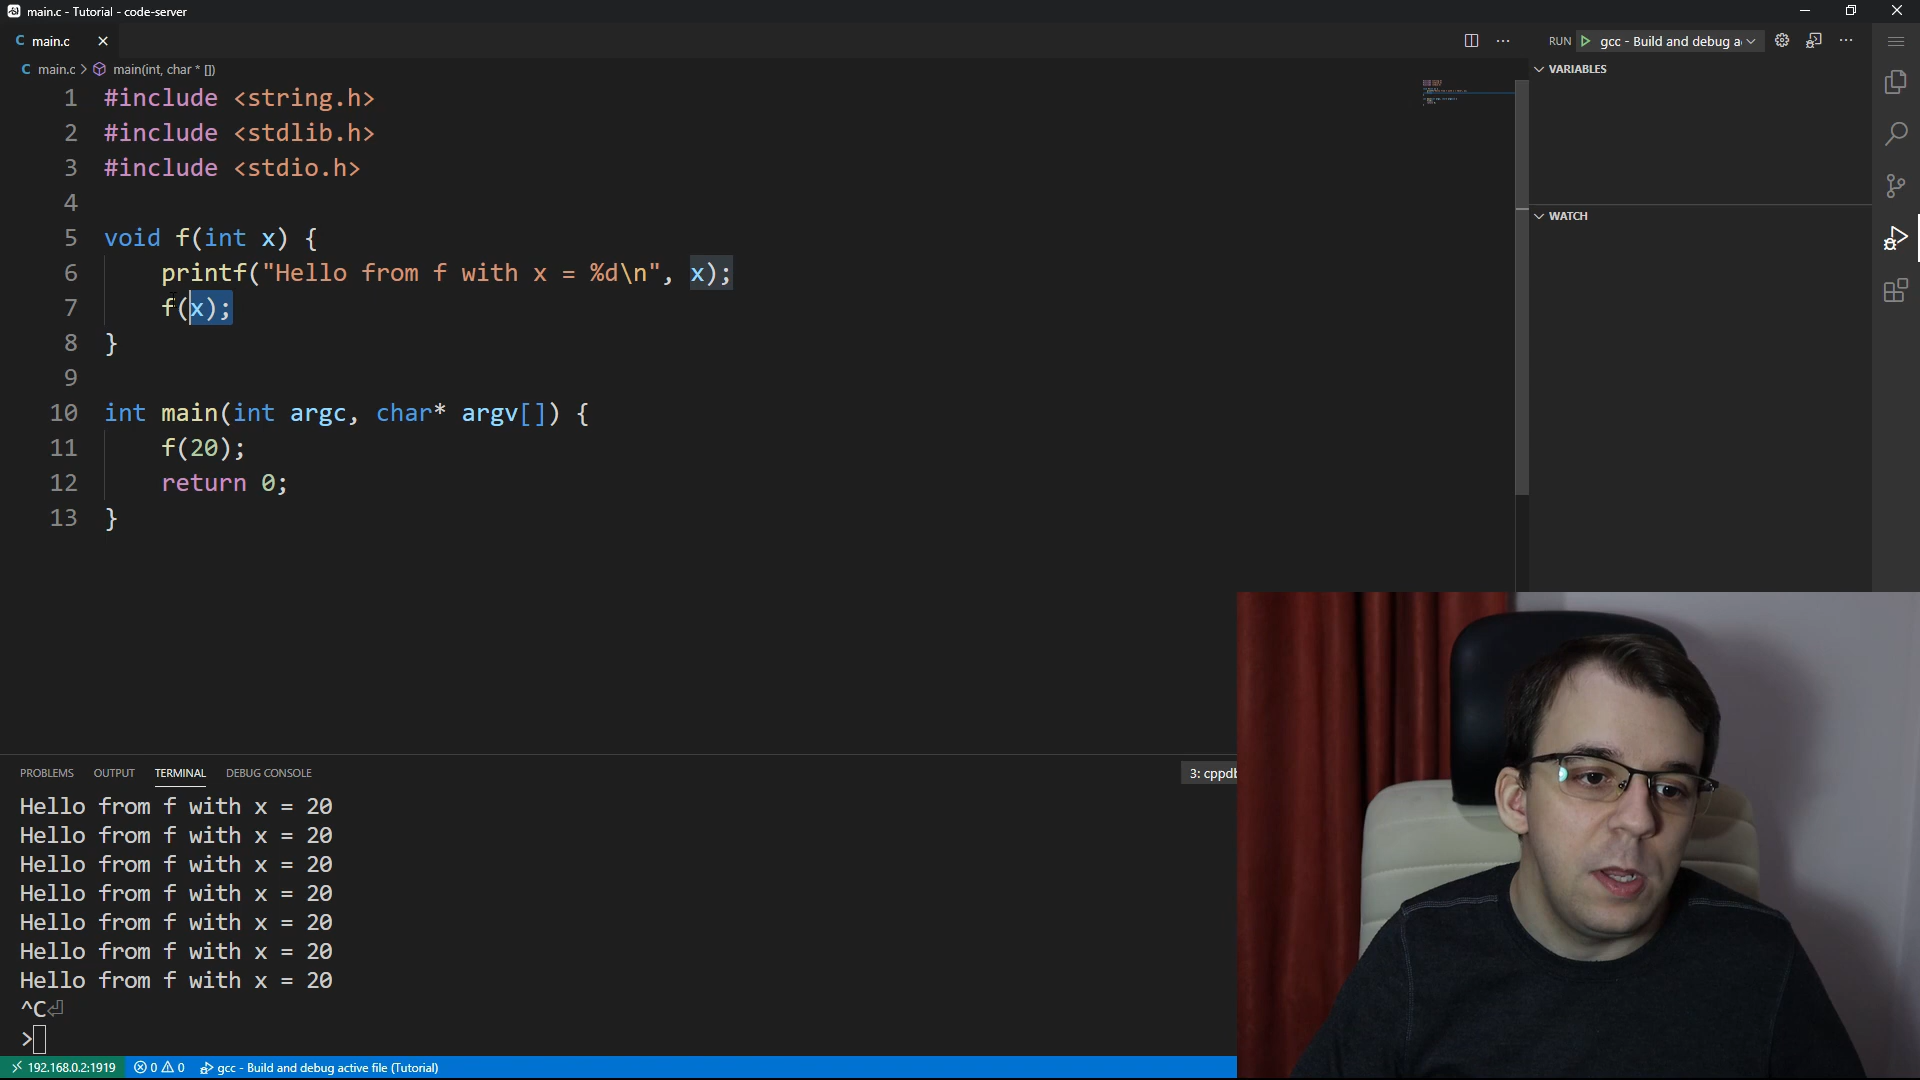 main.c - Tutorial - code-server
C main.c
RUN gcc - Build and debug a
C main.c > main(int, char * [])
VARIABLES
WATCH
1 #include <string.h>
2 #include <stdlib.h>
3 #include <stdio.h>
4
5 void f(int x) {
6 printf("Hello from f with x = %d\n", x);
7 f(x);
8 }
9
10 int main(int argc, char* argv[]) {
11 f(20);
12 return 0;
13 }
PROBLEMS OUTPUT TERMINAL DEBUG CONSOLE
3: cppdb
Hello from f with x = 20
Hello from f with x = 20
Hello from f with x = 20
Hello from f with x = 20
Hello from f with x = 20
Hello from f with x = 20
Hello from f with x = 20
^C⏎
>
192.168.0.2:1919 0 0 gcc - Build and debug active file (Tutorial)